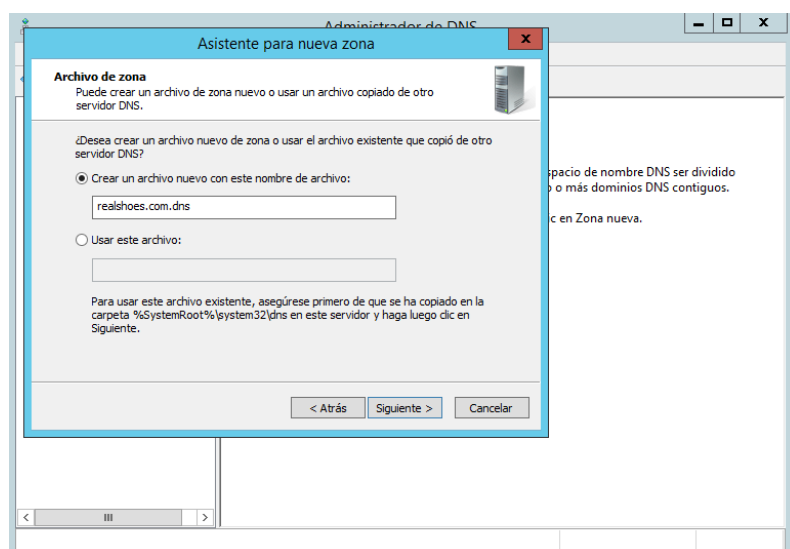 Administrador de DNS
Asistente para nueva zona
Archivo de zona
Puede crear un archivo de zona nuevo o usar un archivo copiado de otro
servidor DNS.
¿Desea crear un archivo nuevo de zona o usar el archivo existente que copió de otro
servidor DNS?
Crear un archivo nuevo con este nombre de archivo:
realshoes.com.dns
Usar este archivo:
Para usar este archivo existente, asegúrese primero de que se ha copiado en la
carpeta %SystemRoot%\system32\dns en este servidor y haga luego clic en
Siguiente.
< Atrás
Siguiente >
Cancelar
spacio de nombre DNS ser dividido
o más dominios DNS contiguos.
ic en Zona nueva.